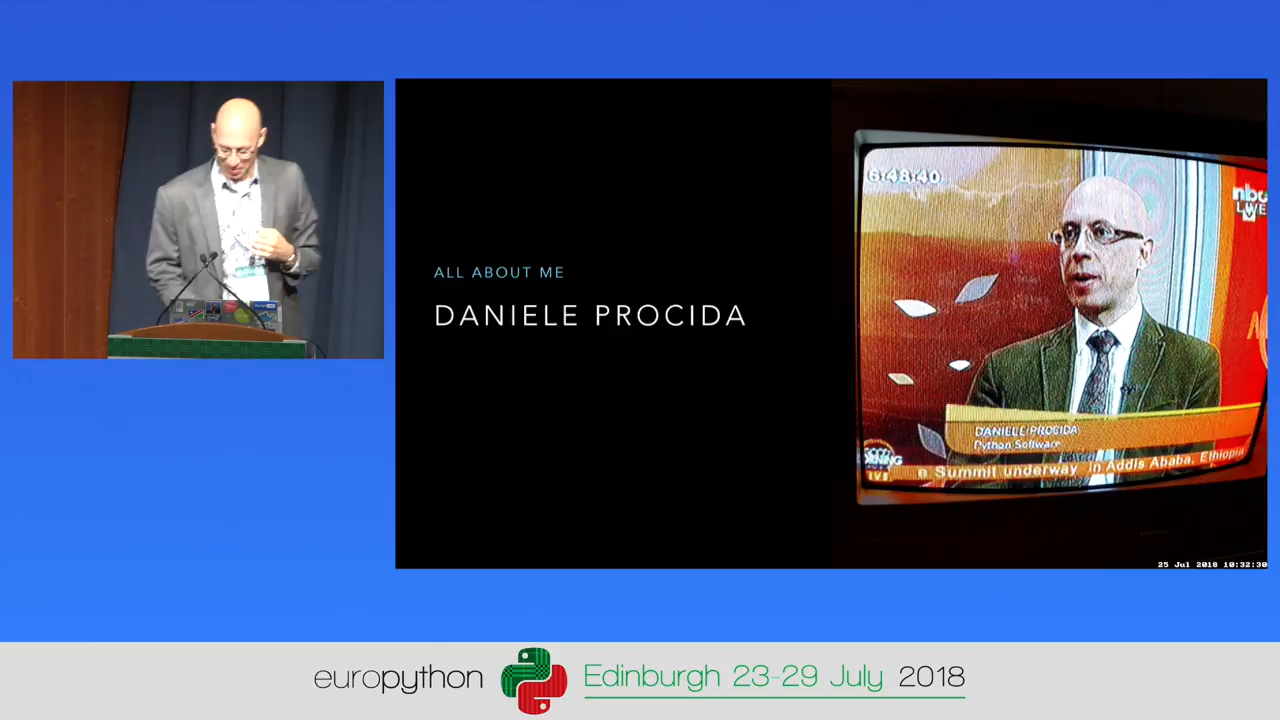 ALL ABOUT ME
DANIELE PROCIDA
6:48:40
nbc
LIVE
DANIELE PROCIDA
Python Software
e Summit underway in Addis Ababa, Ethiopia
25 Jul 2018 10:32:30
europython Edinburgh 23-29 July 2018